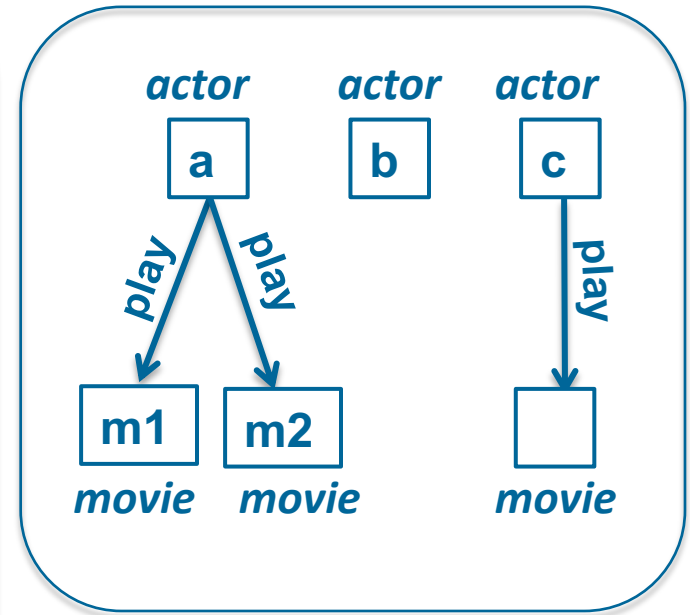 actor actor actor
a b c
play play play
m1 m2
movie movie movie